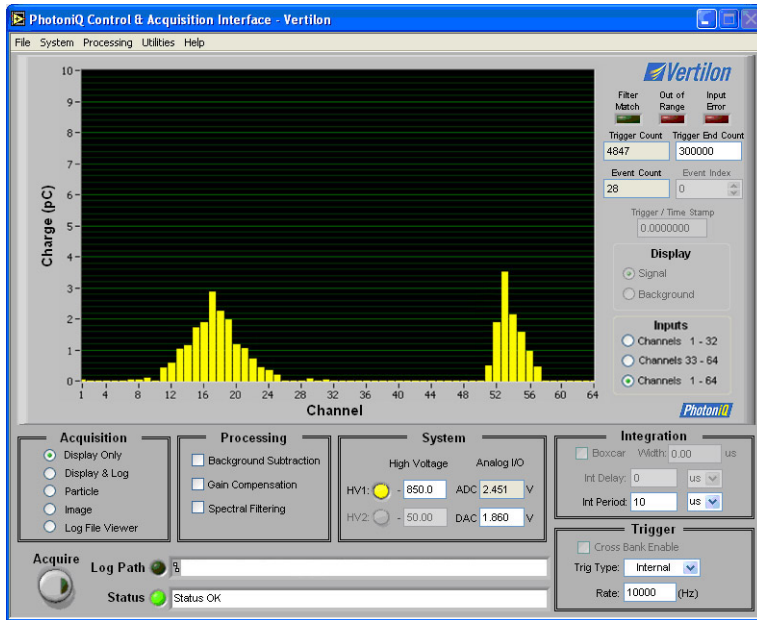 PhotoniQ Control & Acquisition Interface - Vertilon
File System Processing Utilities Help
Vertilon
Filter Match Out of Range Input Error
Trigger Count Trigger End Count
4847 300000
Event Count Event Index
28 0
Trigger / Time Stamp
0.0000000
Display
Signal
Background
Inputs
Channels 1 - 32
Channels 33 - 64
Channels 1 - 64
PhotoniQ
Charge (pC)
10
9
8
7
6
5
4
3
2
1
0
1 4 8 12 16 20 24 28 32 36 40 44 48 52 56 60 64
Channel
Acquisition
Display Only
Display & Log
Particle
Image
Log File Viewer
Processing
Background Subtraction
Gain Compensation
Spectral Filtering
System
High Voltage Analog I/O
HV1: - 850.0 ADC 2.451 V
HV2: - 50.00 DAC 1.860 V
Integration
Boxcar Width: 0.00 us
Int Delay: 0 us
Int Period: 10 us
Trigger
Cross Bank Enable
Trig Type: Internal
Rate: 10000 (Hz)
Acquire
Log Path
Status Status OK